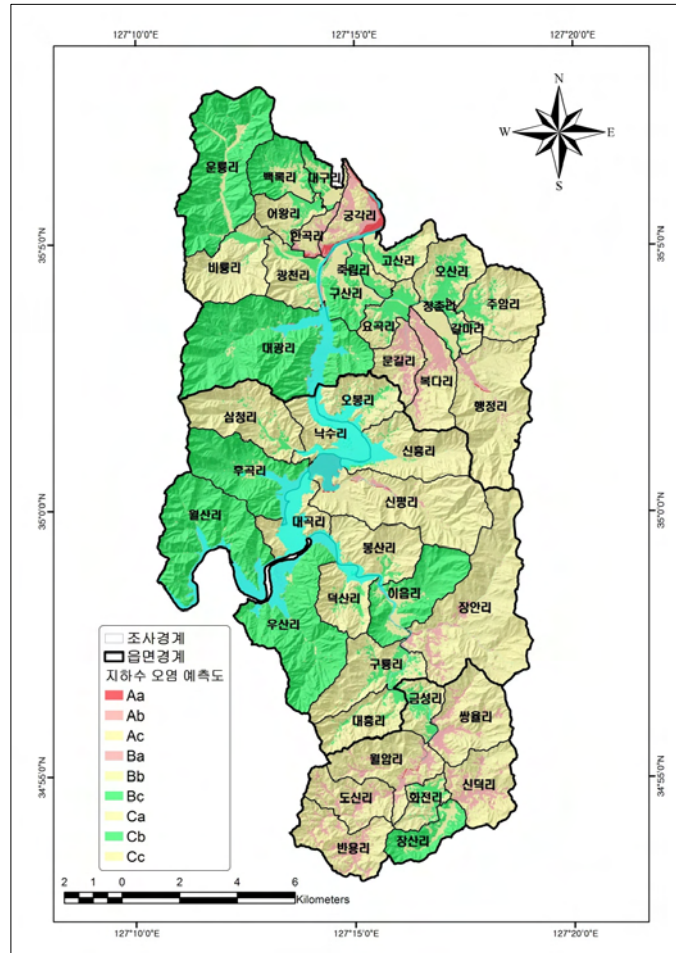 127°10'0"E 127°15'0"E 127°20'0"E
N
W E
S
운룡리
백록리 대구리
어왕리 궁각리
한곡리
35°5'0"N 35°5'0"N
비룡리 광천리 죽림리 고산리 오산리
구산리 창촌리 주암리
요곡리 갈마리
대광리 문길리 복다리
행정리
오봉리
삼청리 낙수리
신흥리
후곡리
신평리
35°0'0"N 35°0'0"N
월산리 대곡리
봉산리
덕산리 이읍리
장안리
우산리
구룡리
금성리
대흥리 쌍율리
월암리
신덕리
34°55'0"N 34°55'0"N
도신리 화전리
반용리 장산리
조사경계
읍면경계
지하수 오염 예측도
Aa
Ab
Ac
Ba
Bb
Bc
Ca
Cb
Cc
2 1 0 2 4 6
Kilometers
127°10'0"E 127°15'0"E 127°20'0"E